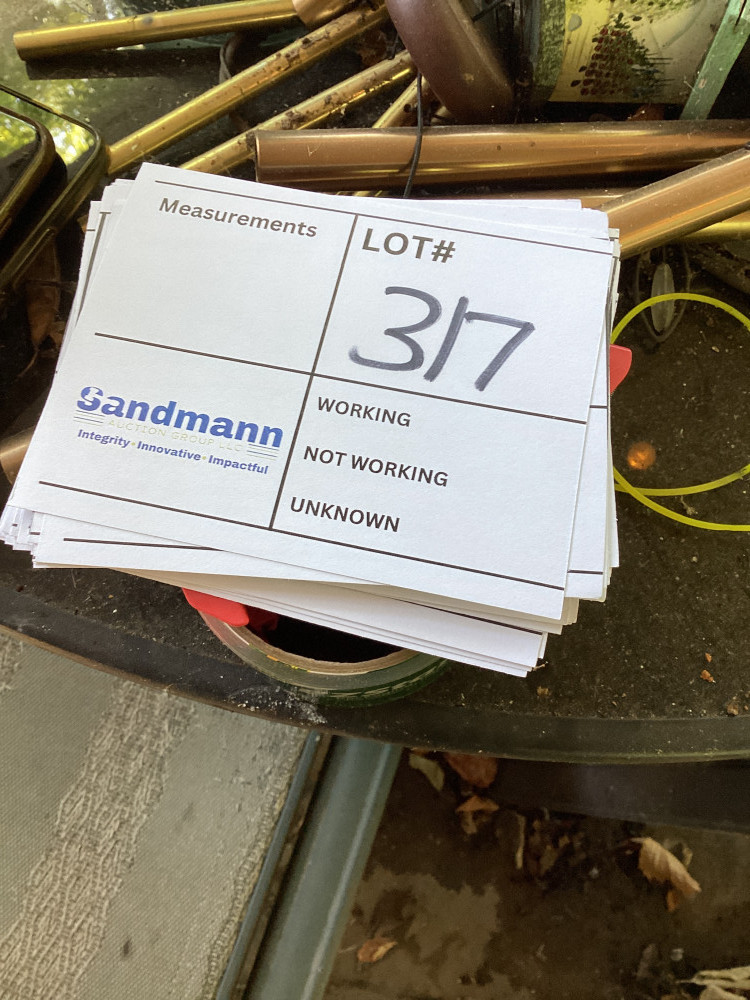 Measurements
LOT#
317
Sandmann
AUCTION GROUP LLC.
Integrity•Innovative•Impactful
WORKING
NOT WORKING
UNKNOWN